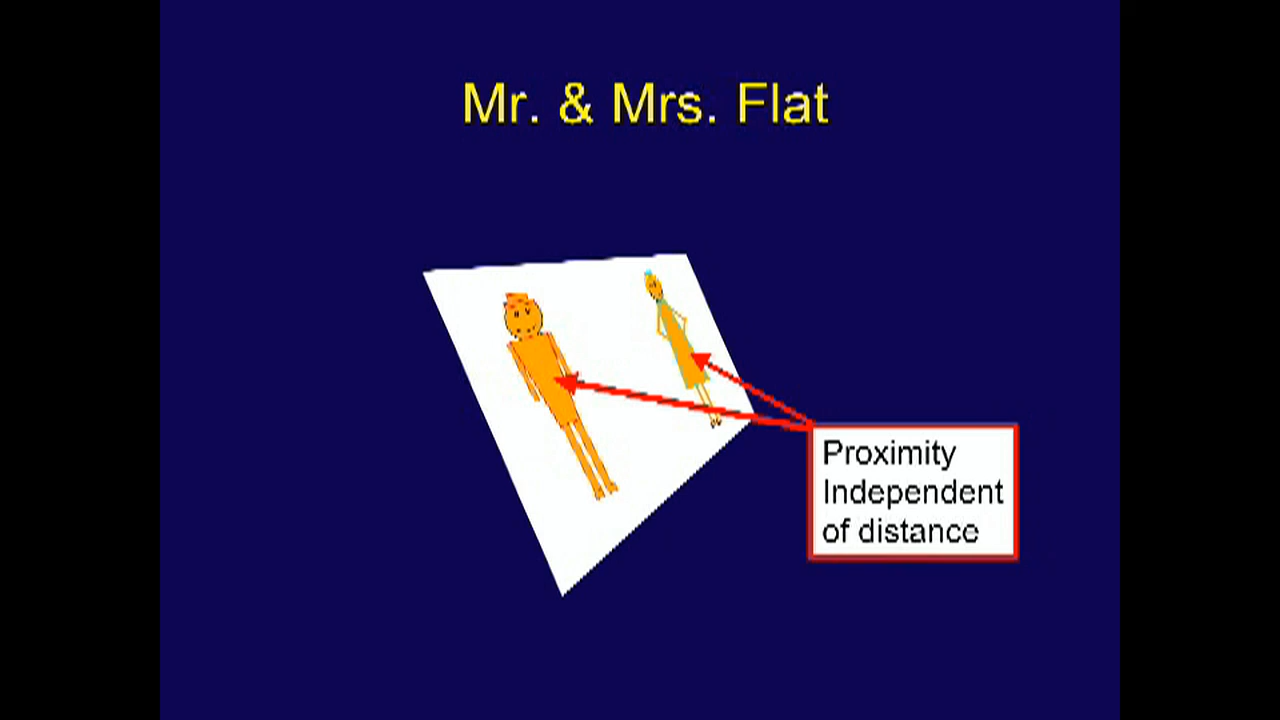 Mr. & Mrs. Flat
Proximity
Independent
of distance